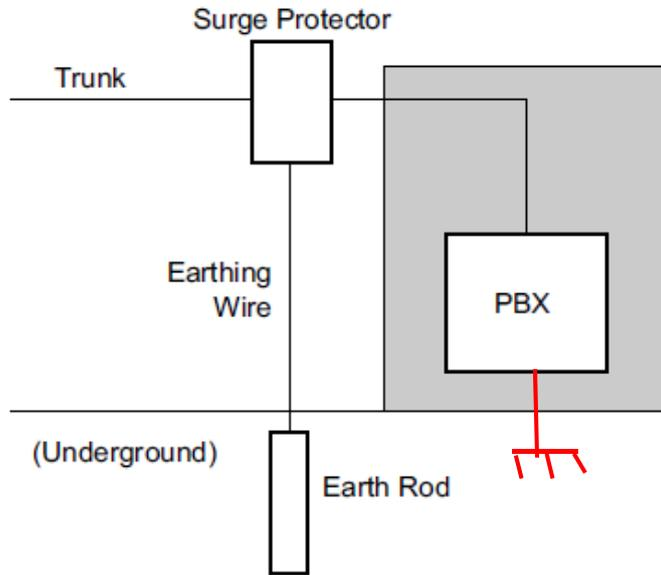 Surge Protector
Trunk
Earthing
Wire
PBX
(Underground)
Earth Rod